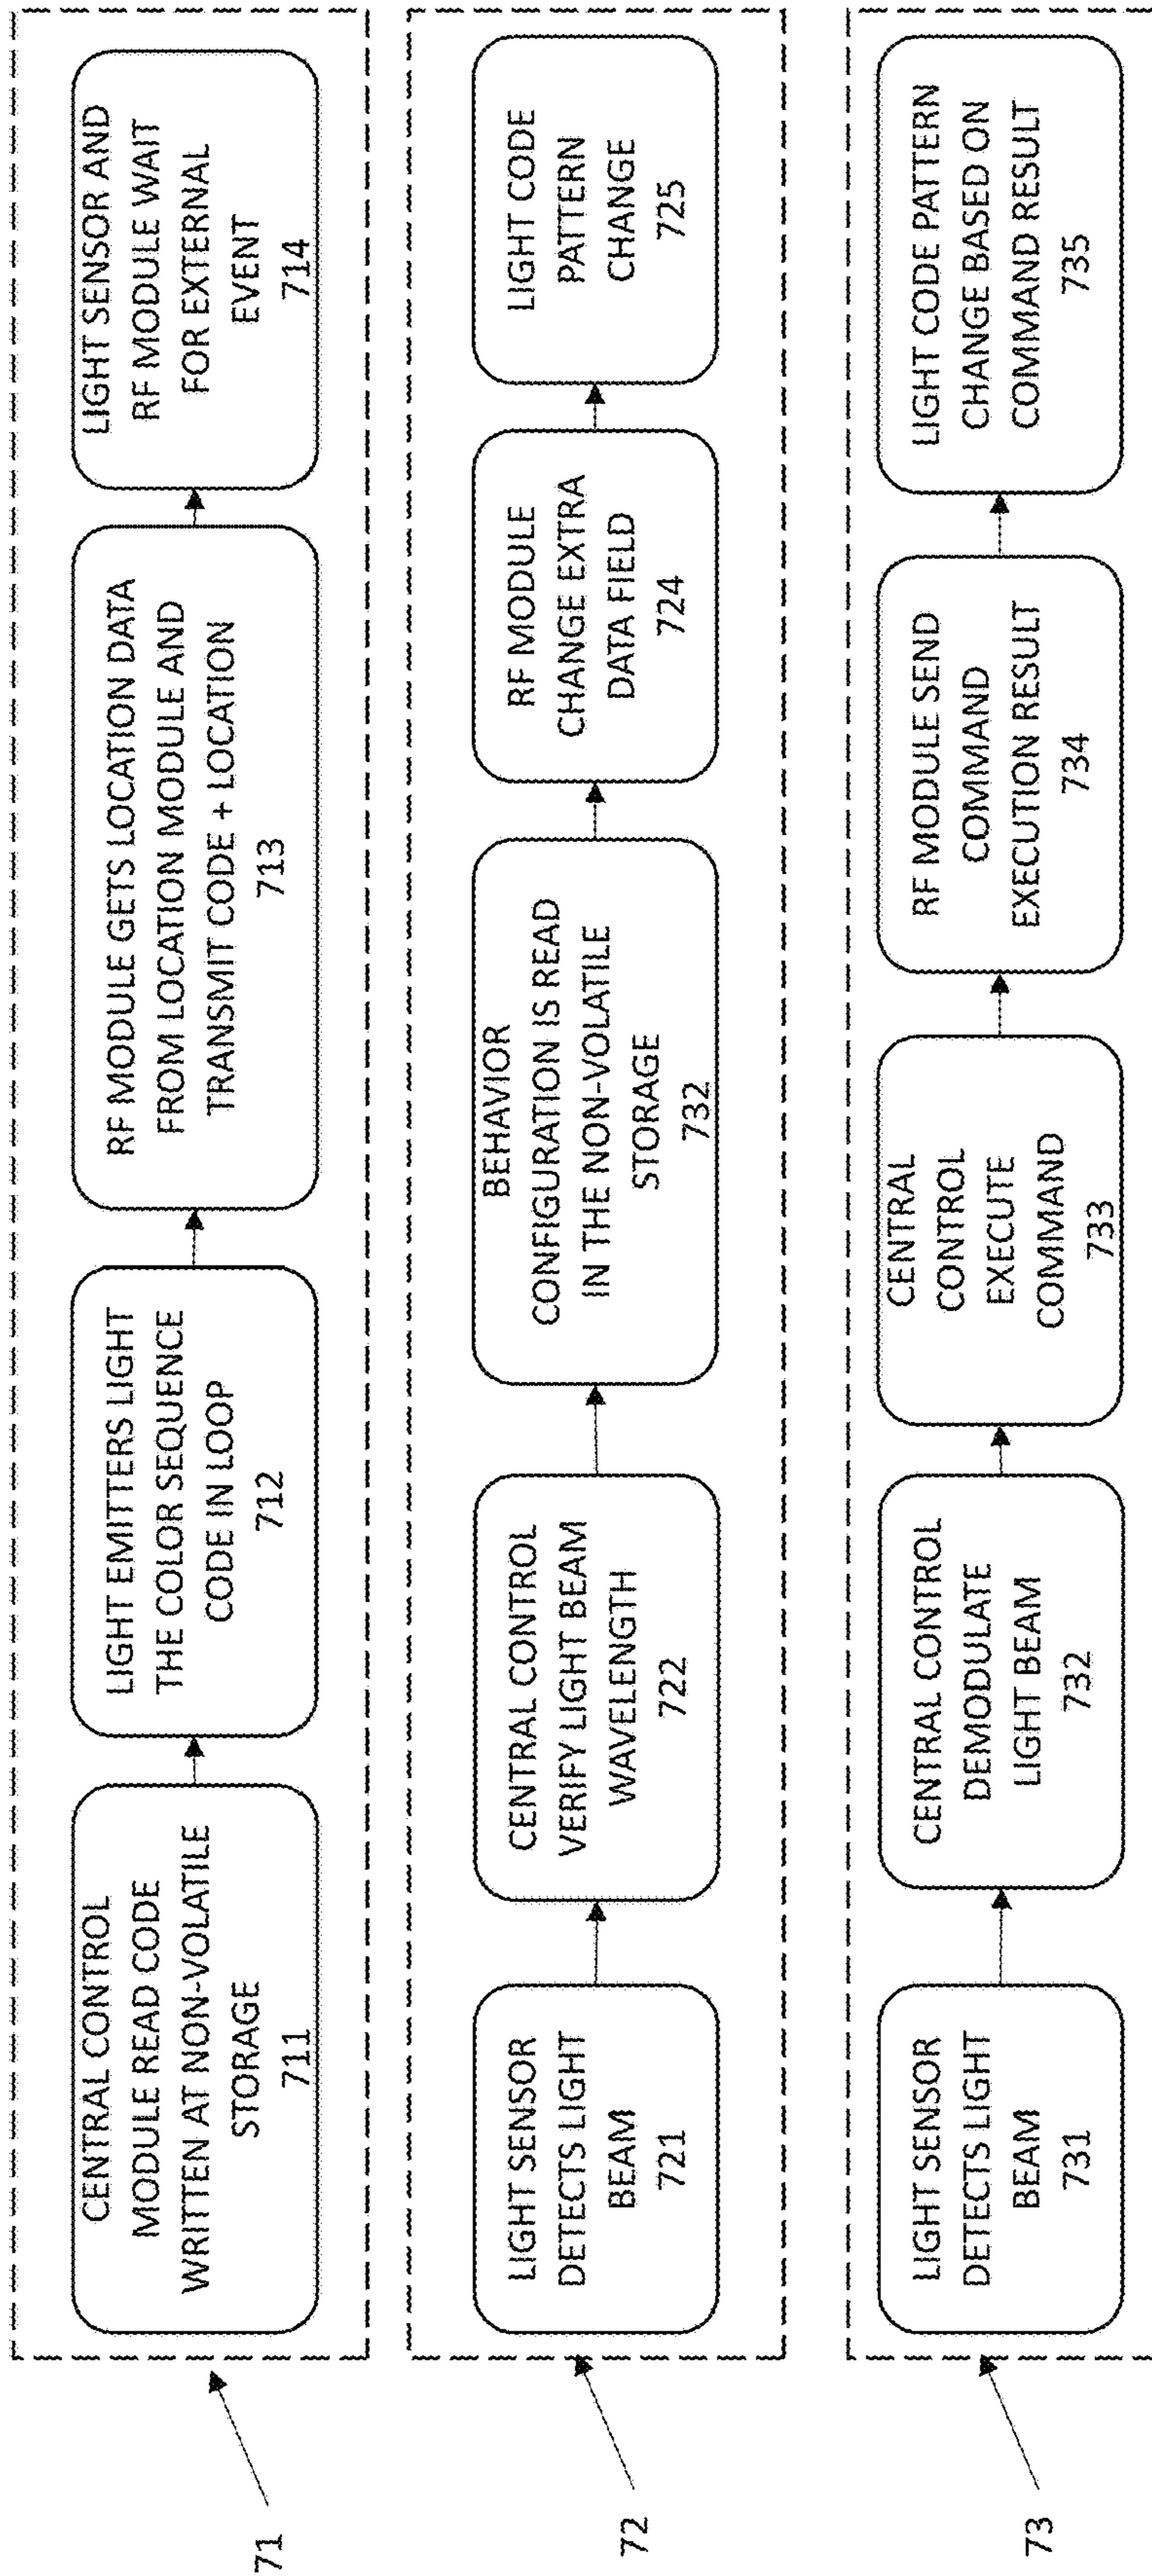 71
CENTRAL CONTROL
MODULE READ CODE
WRITTEN AT NON-VOLATILE
STORAGE
711
LIGHT EMITTERS LIGHT
THE COLOR SEQUENCE
CODE IN LOOP
712
RF MODULE GETS LOCATION DATA
FROM LOCATION MODULE AND
TRANSMIT CODE + LOCATION
713
LIGHT SENSOR AND
RF MODULE WAIT
FOR EXTERNAL
EVENT
714
72
LIGHT SENSOR
DETECTS LIGHT
BEAM
721
CENTRAL CONTROL
VERIFY LIGHT BEAM
WAVELENGTH
722
BEHAVIOR
CONFIGURATION IS READ
IN THE NON-VOLATILE
STORAGE
732
RF MODULE
CHANGE EXTRA
DATA FIELD
724
LIGHT CODE
PATTERN
CHANGE
725
73
LIGHT SENSOR
DETECTS LIGHT
BEAM
731
CENTRAL CONTROL
DEMODULATE
LIGHT BEAM
732
CENTRAL
CONTROL
EXECUTE
COMMAND
733
RF MODULE SEND
COMMAND
EXECUTION RESULT
734
LIGHT CODE PATTERN
CHANGE BASED ON
COMMAND RESULT
735